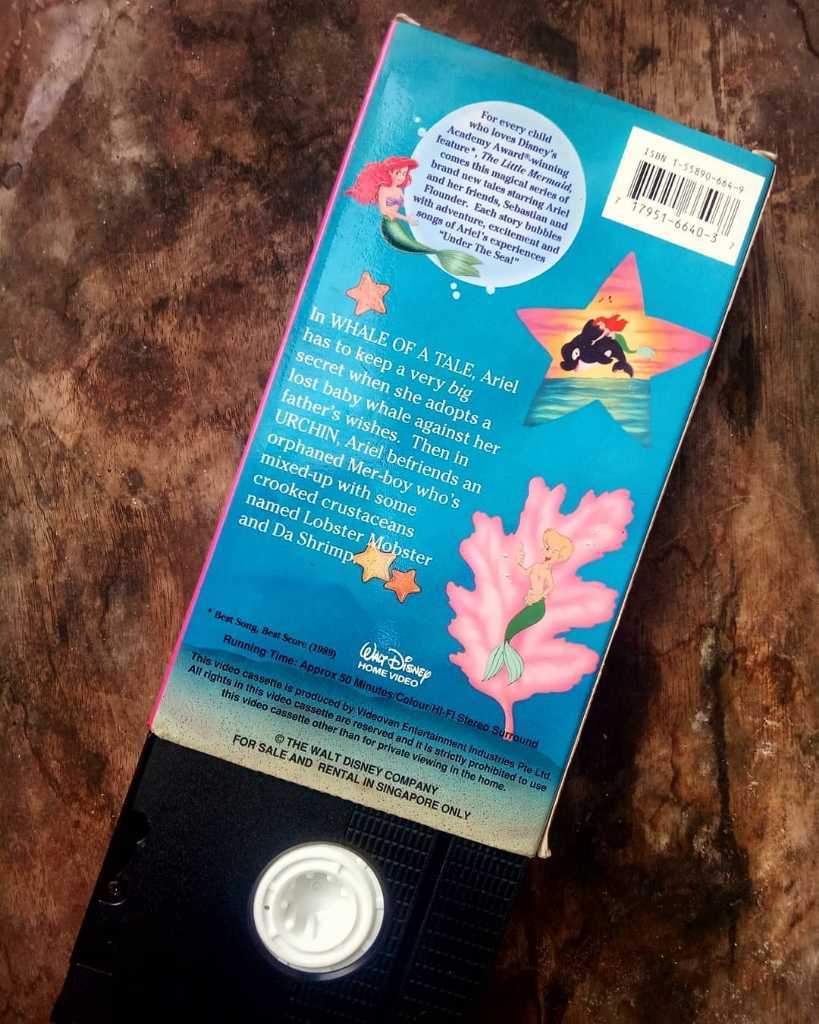 For every child
who loves Disney's
Academy Award®-winning
feature*, The Little Mermaid,
comes this magical series of
brand new tales starring Ariel
and her friends, Sebastian and
Flounder. Each story bubbles
with adventure, excitement and
songs of Ariel's experiences
"Under The Sea!"
ISBN 1-55890-664-9
7 17951-6640-3 7
In WHALE OF A TALE, Ariel
has to keep a very big
secret when she adopts a
lost baby whale against her
father's wishes. Then in
URCHIN, Ariel befriends an
orphaned Mer-boy who's
mixed-up with some
crooked crustaceans
named Lobster Mobster
and Da Shrimp.
* Best Song, Best Score (1989)
WALT DISNEY
HOME VIDEO
Running Time: Approx 50 Minutes/Colour/HI-FI Stereo Surround
This video cassette is produced by Videovan Entertainment Industries Pte Ltd.
All rights in this video cassette are reserved and it is strictly prohibited to use
this video cassette other than for private viewing in the home.
© THE WALT DISNEY COMPANY
FOR SALE AND RENTAL IN SINGAPORE ONLY